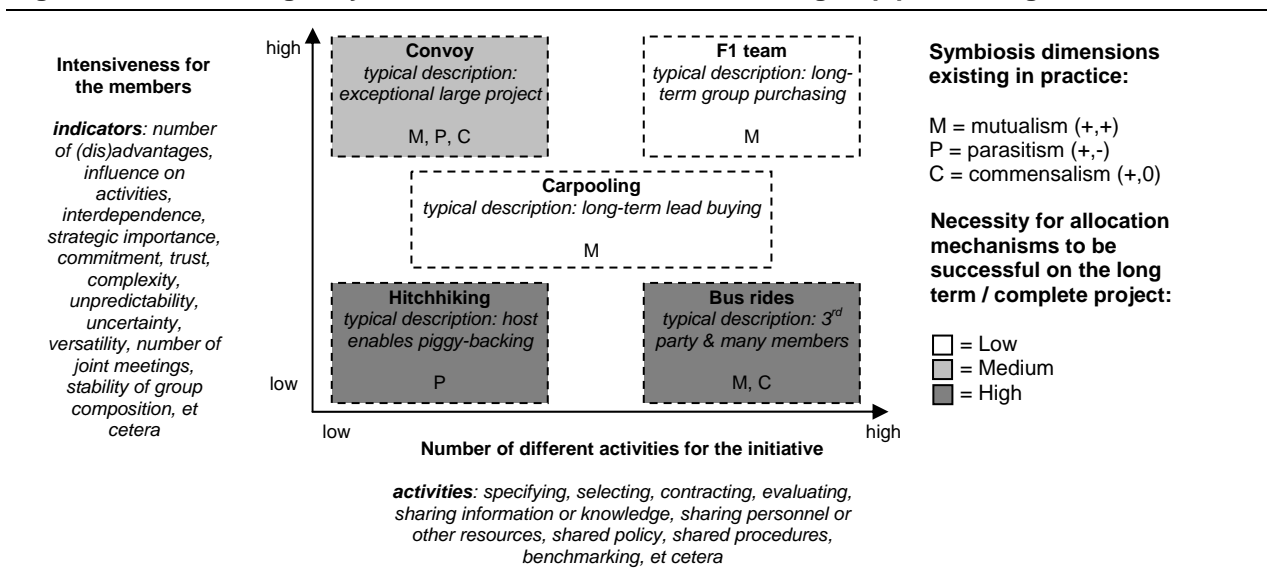 Intensiveness for
the members
indicators: number
of (dis)advantages,
influence on
activities,
interdependence,
strategic importance,
commitment, trust,
complexity,
unpredictability,
uncertainty,
versatility, number of
joint meetings,
stability of group
composition, et
cetera
high
low
Convoy
typical description:
exceptional large project
M, P, C
F1 team
typical description: long-
term group purchasing
M
Carpooling
typical description: long-term lead buying
M
Hitchhiking
typical description: host
enables piggy-backing
P
Bus rides
typical description: 3rd
party & many members
M, C
low
high
Number of different activities for the initiative
activities: specifying, selecting, contracting, evaluating,
sharing information or knowledge, sharing personnel or
other resources, shared policy, shared procedures,
benchmarking, et cetera
Symbiosis dimensions
existing in practice:
M = mutualism (+,+)
P = parasitism (+,-)
C = commensalism (+,0)
Necessity for allocation
mechanisms to be
successful on the long
term / complete project:
= Low
= Medium
= High